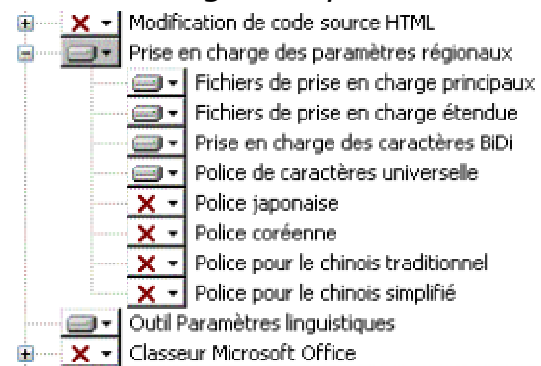 Modification de code source HTML
Prise en charge des paramètres régionaux
Fichiers de prise en charge principaux
Fichiers de prise en charge étendue
Prise en charge des caractères BiDi
Police de caractères universelle
Police japonaise
Police coréenne
Police pour le chinois traditionnel
Police pour le chinois simplifié
Outil Paramètres linguistiques
Classeur Microsoft Office